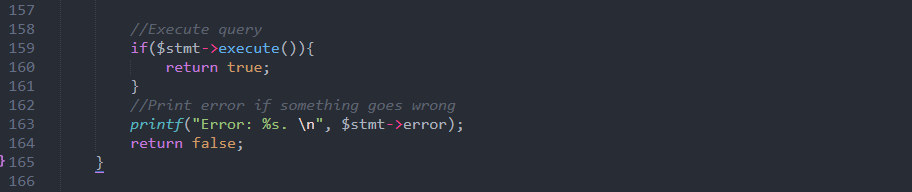 157
158 //Execute query
159 if($stmt->execute()){
160 return true;
161 }
162 //Print error if something goes wrong
163 printf("Error: %s. \n", $stmt->error);
164 return false;
}165 }
166